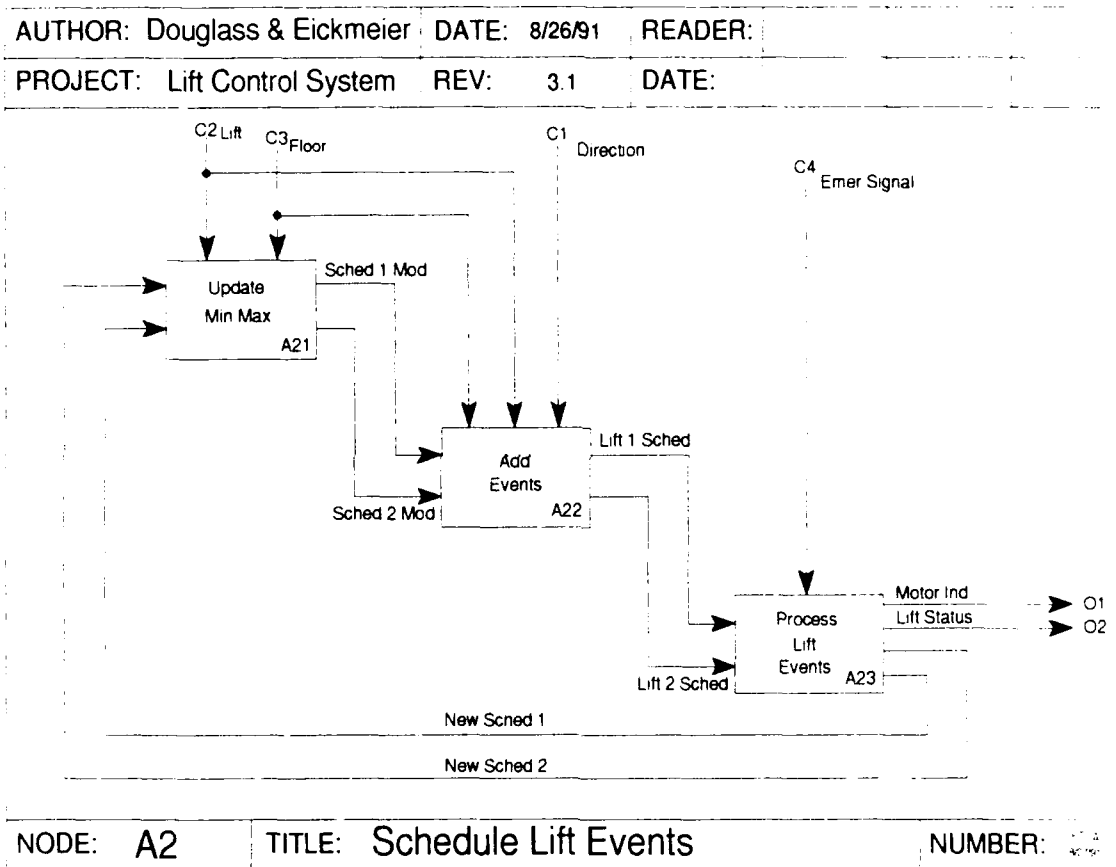 AUTHOR: Douglass & Eickmeier DATE: 8/26/91 READER:
PROJECT: Lift Control System REV: 3.1 DATE:
C2 Lift
C3 Floor
C1 Direction
C4 Emer Signal
Sched 1 Mod
Update
Min Max
A21
Lift 1 Sched
Add
Events
A22
Sched 2 Mod
Motor Ind
O1
Process
Lift Status
O2
Lift
Events
A23
Lift 2 Sched
New Sched 1
New Sched 2
NODE: A2 TITLE: Schedule Lift Events NUMBER: